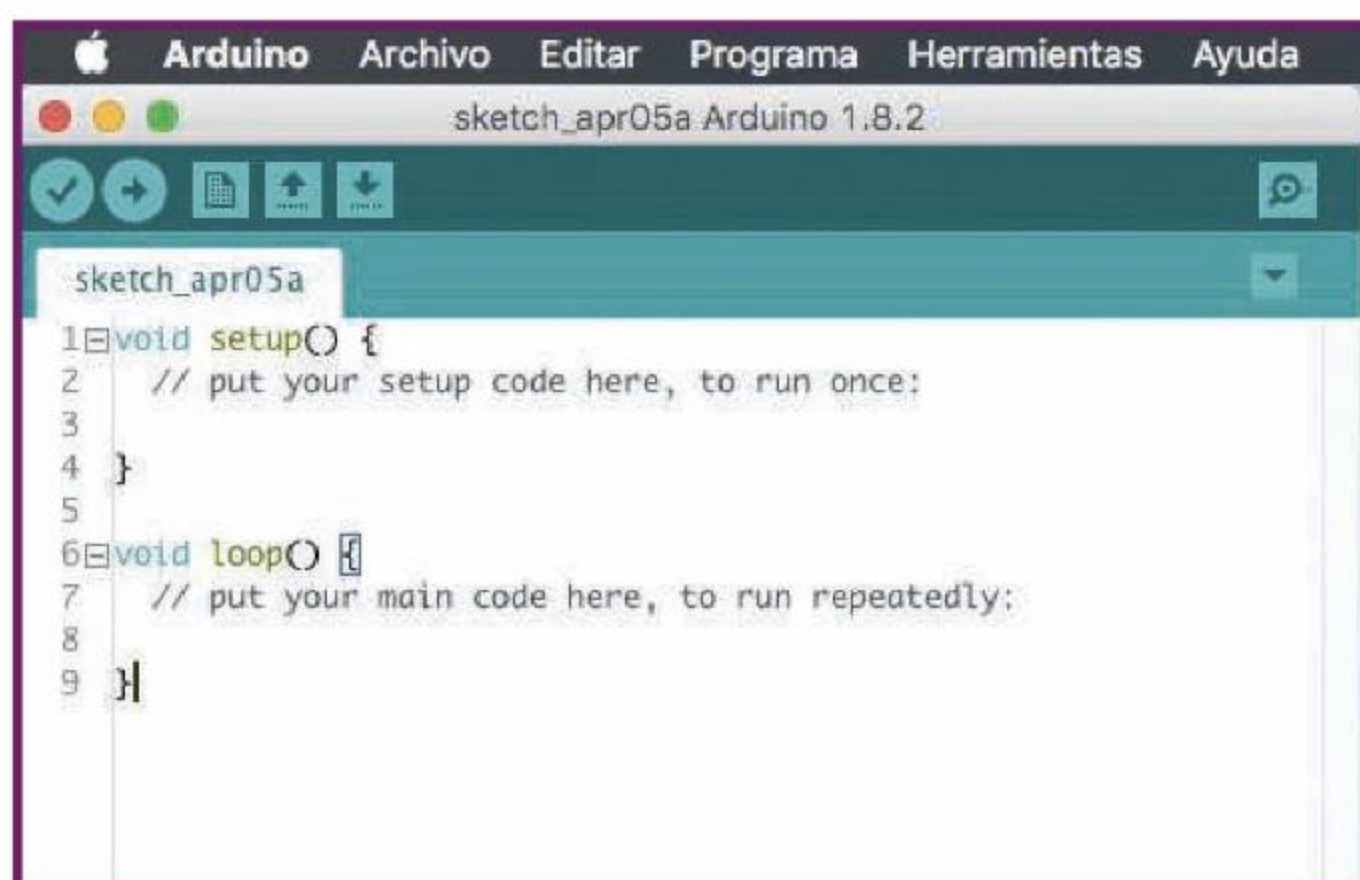 Arduino Archivo Editar Programa Herramientas Ayuda
sketch_apr05a Arduino 1.8.2
sketch_apr05a
1 void setup() {
2 // put your setup code here, to run once:
3
4 }
5
6 void loop() {
7 // put your main code here, to run repeatedly:
8
9 }